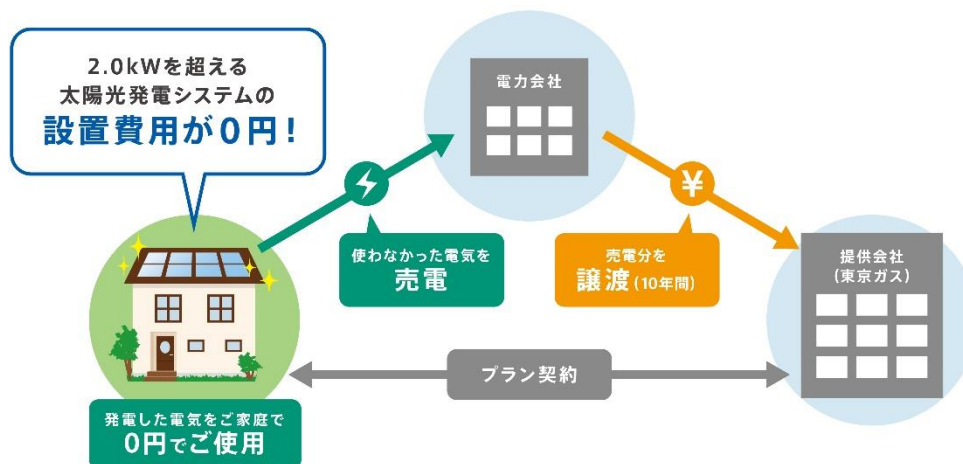 2.0kWを超える
太陽光発電システムの
設置費用が0円！
電力会社
使わなかった電気を
売電
売電分を
譲渡（10年間）
提供会社
（東京ガス）
プラン契約
発電した電気をご家庭で
0円でご使用
¥